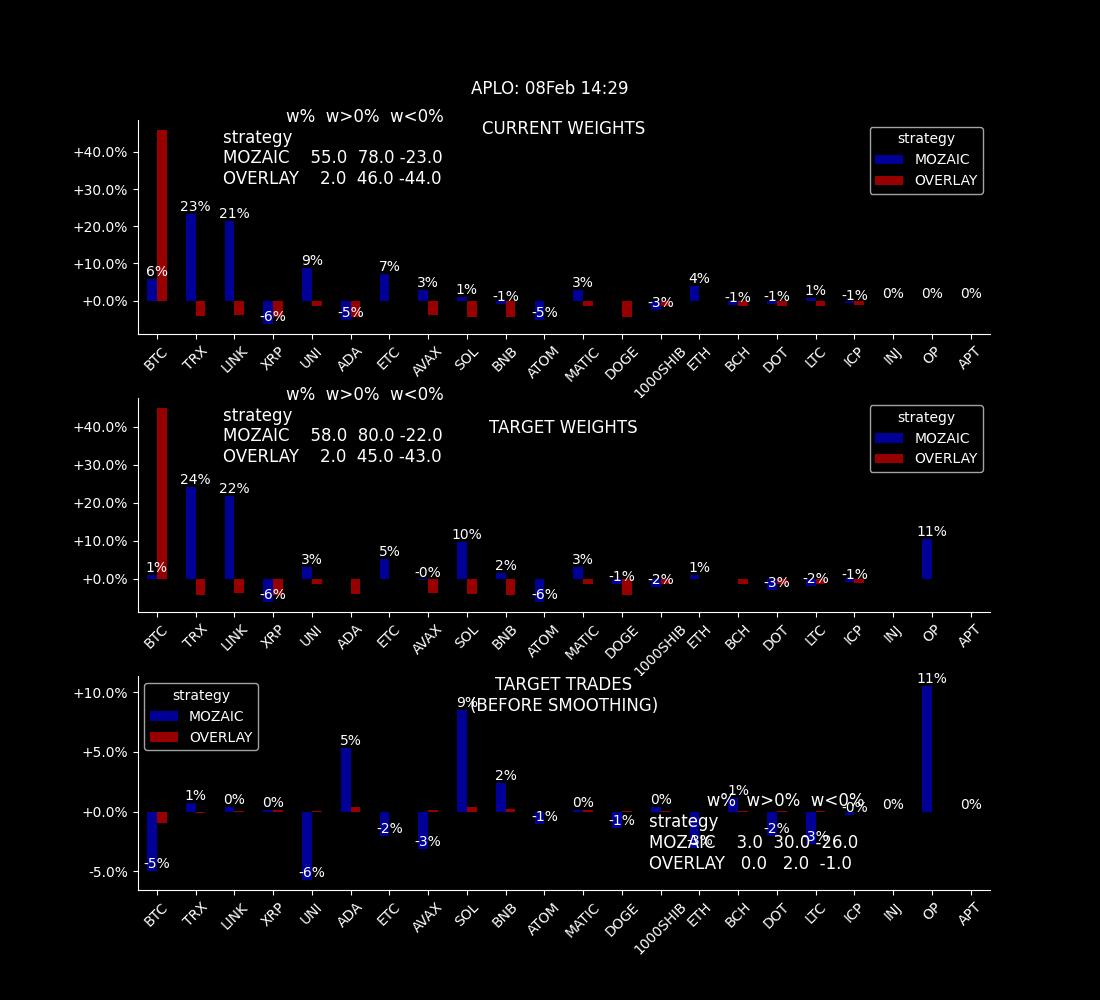 APLO: 08Feb 14:29
CURRENT WEIGHTS
w% w>0% w<0%
strategy
MOZAIC 55.0 78.0 -23.0
OVERLAY 2.0 46.0 -44.0
strategy
MOZAIC
OVERLAY
+40.0%
+30.0%
+20.0%
+10.0%
+0.0%
6% 23% 21% -6% 9% -5% 7% 3% 1% -1% -5% 3% -3% 4% -1% -1% 1% -1% 0% 0% 0%
BTC TRX LINK XRP UNI ADA ETC AVAX SOL BNB ATOM MATIC DOGE 1000SHIB ETH BCH DOT LTC ICP INJ OP APT
TARGET WEIGHTS
w% w>0% w<0%
strategy
MOZAIC 58.0 80.0 -22.0
OVERLAY 2.0 45.0 -43.0
strategy
MOZAIC
OVERLAY
+40.0%
+30.0%
+20.0%
+10.0%
+0.0%
1% 24% 22% -6% 3% 5% -0% 10% 2% -6% 3% -1% -2% 1% -3% -2% -1% 11%
BTC TRX LINK XRP UNI ADA ETC AVAX SOL BNB ATOM MATIC DOGE 1000SHIB ETH BCH DOT LTC ICP INJ OP APT
TARGET TRADES
(BEFORE SMOOTHING)
strategy
MOZAIC
OVERLAY
+10.0%
+5.0%
+0.0%
-5.0%
-5% 1% 0% 0% -6% 5% -2% -3% 9% 2% -1% 0% -1% 0% -3% 1% -2% -3% -0% 0% 11% 0%
w% w>0% w<0%
strategy
MOZAIC 3.0 30.0 -26.0
OVERLAY 0.0 2.0 -1.0
BTC TRX LINK XRP UNI ADA ETC AVAX SOL BNB ATOM MATIC DOGE 1000SHIB ETH BCH DOT LTC ICP INJ OP APT